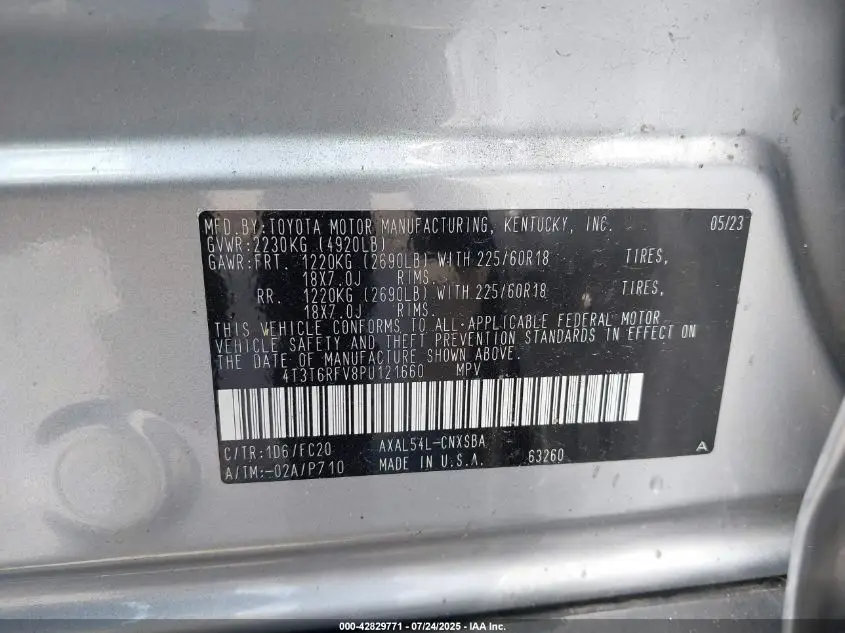 MFD.BY:TOYOTA MOTOR MANUFACTURING, KENTUCKY, INC. 05/23
GVWR:2230KG (4920LB)
GAWR:FRT. 1220KG (2690LB) WITH 225/60R18 TIRES,
18X7.0J RIMS.
RR. 1220KG (2690LB) WITH 225/60R18 TIRES,
18X7.0J RIMS.
THIS VEHICLE CONFORMS TO ALL-APPLICABLE FEDERAL MOTOR
VEHICLE SAFETY AND THEFT PREVENTION STANDARDS IN EFFECT ON
THE DATE OF MANUFACTURE SHOWN ABOVE.
4T3T6RFV8PU121660 MPV
C/TR:1D6/FC20 AXAL54L-CNXSBA
A/TM:-02A/P710 MADE IN U.S.A. 63260 A
000-42829771 - 07/24/2025 - IAA Inc.